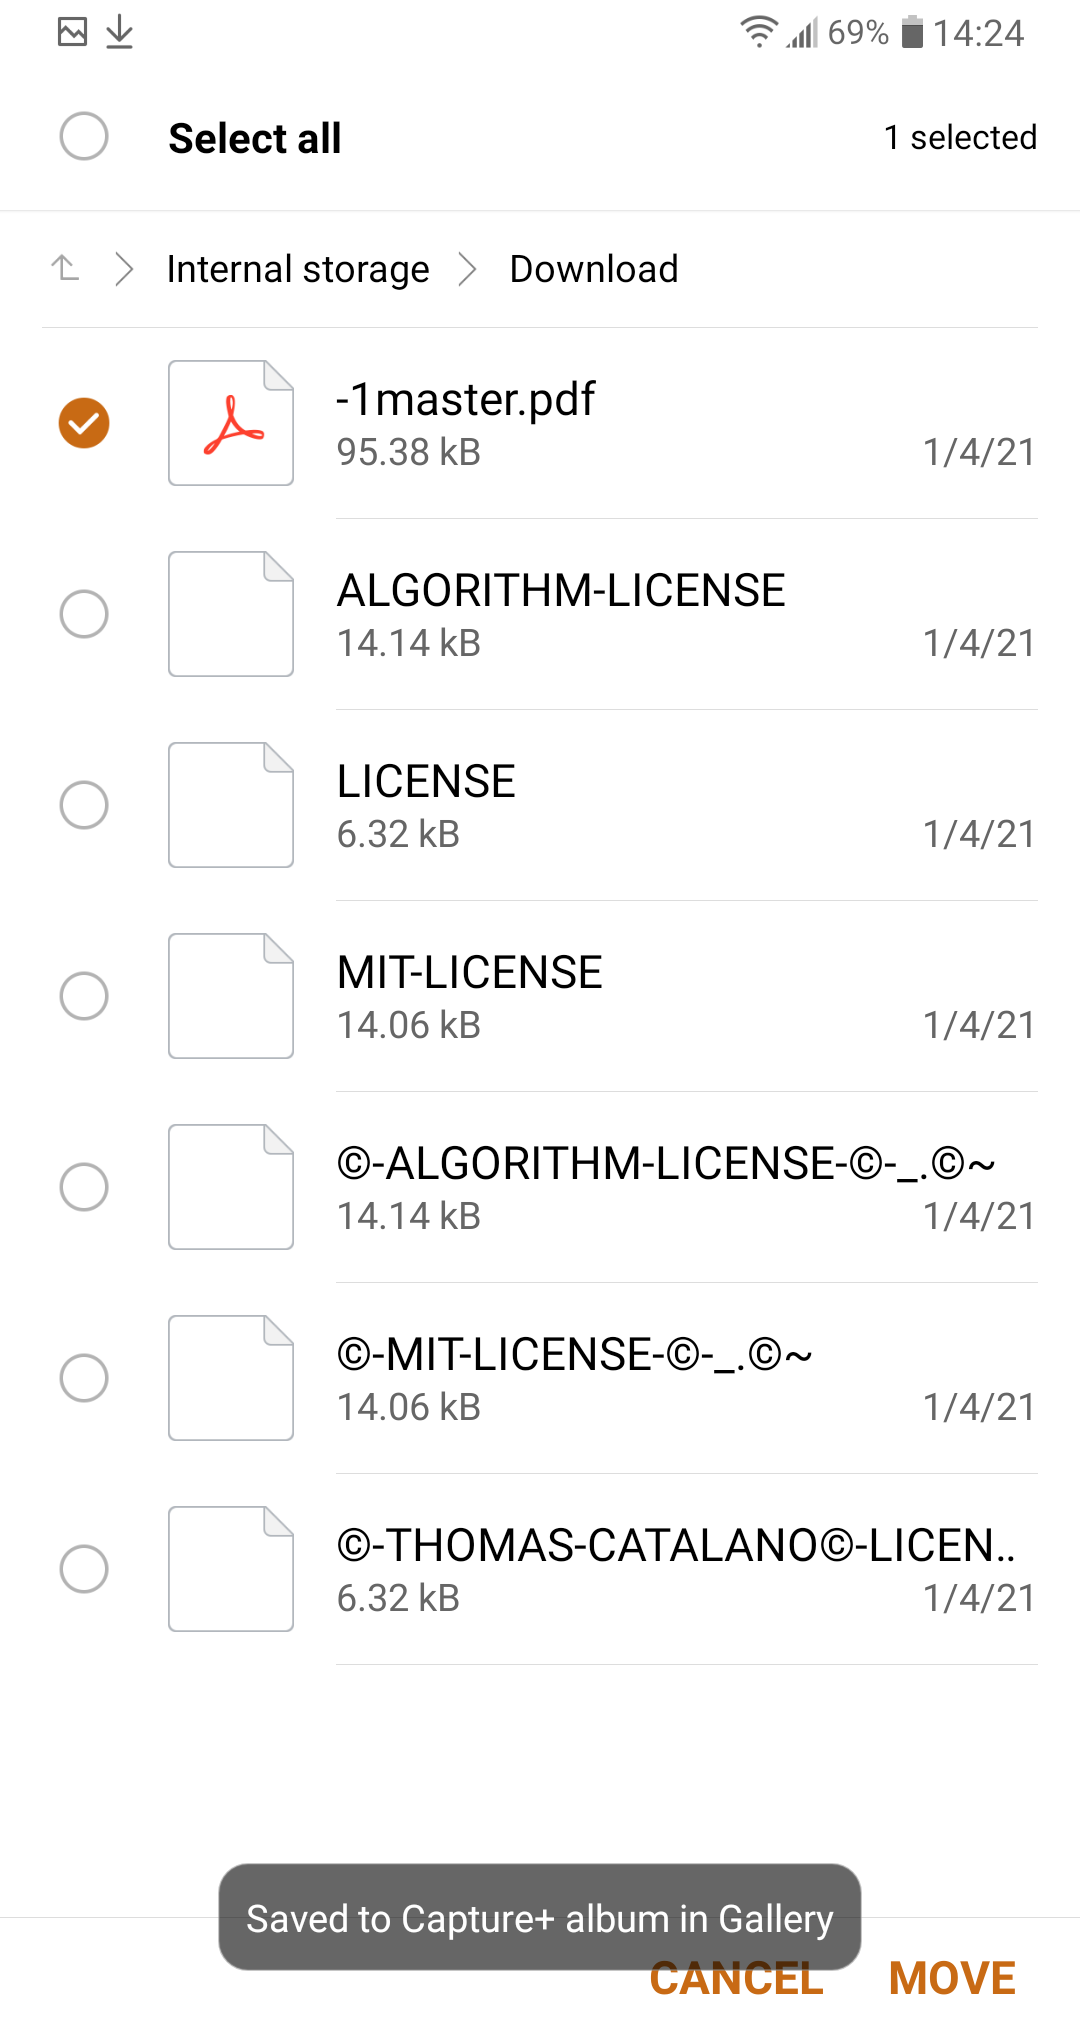 69% 14:24
Select all 1 selected
Internal storage > Download
-1master.pdf
95.38 kB 1/4/21
ALGORITHM-LICENSE
14.14 kB 1/4/21
LICENSE
6.32 kB 1/4/21
MIT-LICENSE
14.06 kB 1/4/21
©-ALGORITHM-LICENSE-©-_.©~
14.14 kB 1/4/21
©-MIT-LICENSE-©-_.©~
14.06 kB 1/4/21
©-THOMAS-CATALANO©-LICEN..
6.32 kB 1/4/21
Saved to Capture+ album in Gallery
CANCEL MOVE